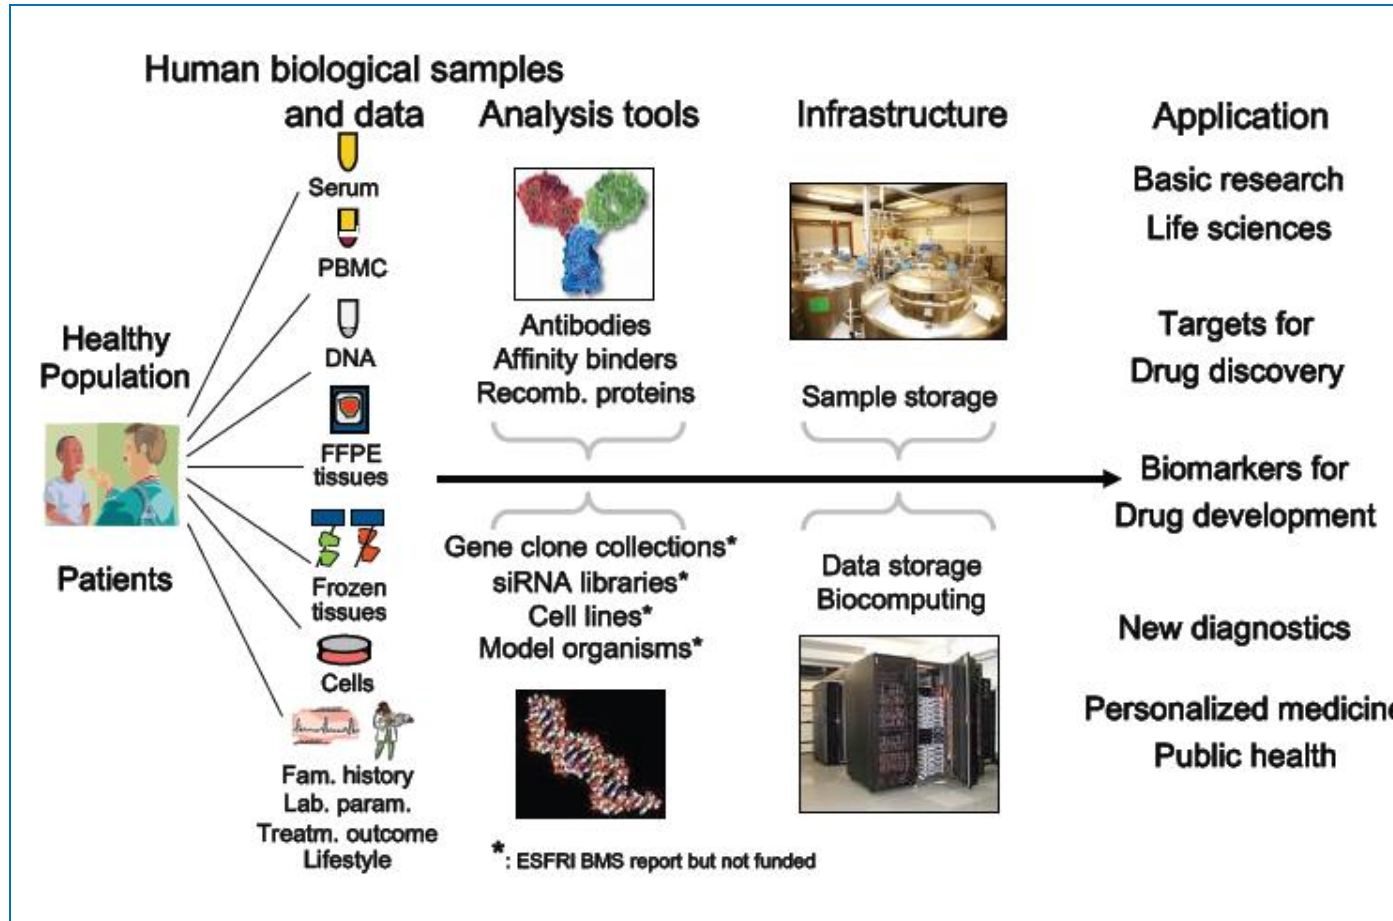 Human biological samples
and data
Analysis tools
Infrastructure
Application
Serum
PBMC
DNA
FFPE
tissues
Frozen
tissues
Cells
Fam. history
Lab. param.
Treatm. outcome
Lifestyle
Healthy
Population
Patients
Antibodies
Affinity binders
Recomb. proteins
Gene clone collections*
siRNA libraries*
Cell lines*
Model organisms*
*: ESFRI BMS report but not funded
Sample storage
Data storage
Biocomputing
Basic research
Life sciences
Targets for
Drug discovery
Biomarkers for
Drug development
New diagnostics
Personalized medicine
Public health